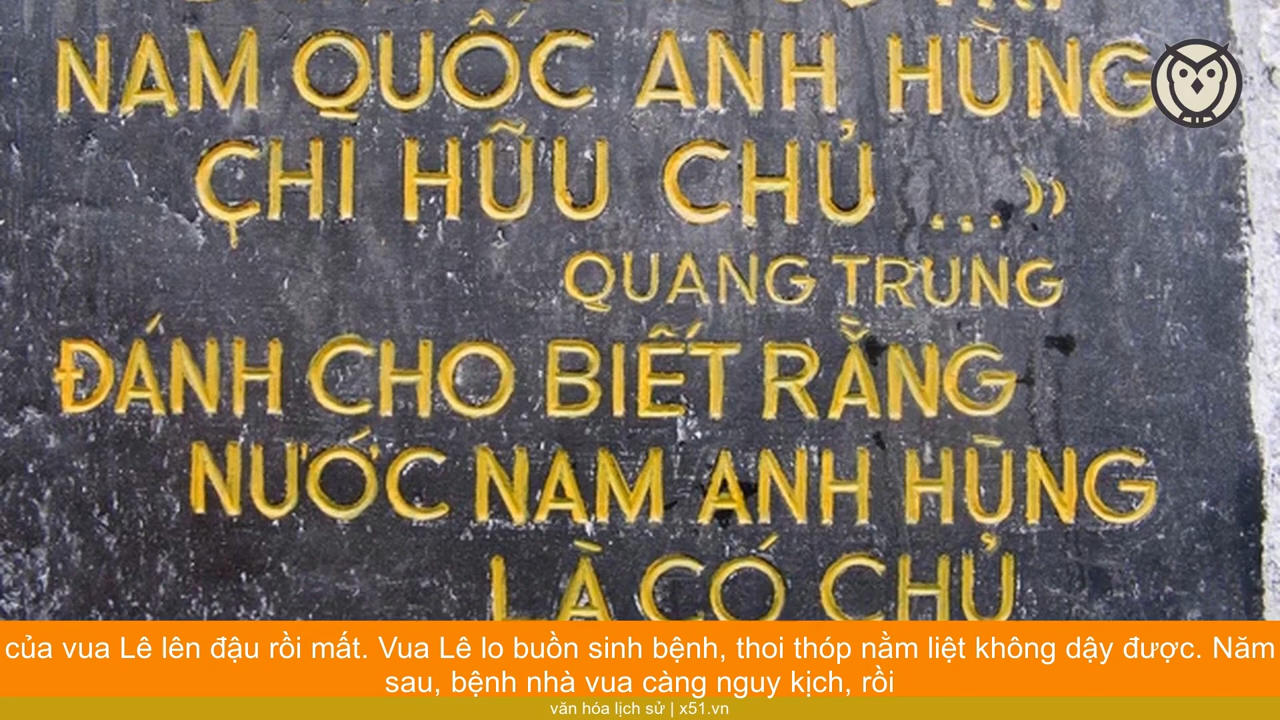 NAM QUỐC ANH HÙNG
CHI HỮU CHỦ ...»
QUANG TRUNG
ĐÁNH CHO BIẾT RẰNG
NƯỚC NAM ANH HÙNG
LÀ CÓ CHỦ
của vua Lê lên đậu rồi mất. Vua Lê lo buồn sinh bệnh, thoi thóp nằm liệt không dậy được. Năm
sau, bệnh nhà vua càng nguy kịch, rồi
văn hóa lịch sử | x51.vn